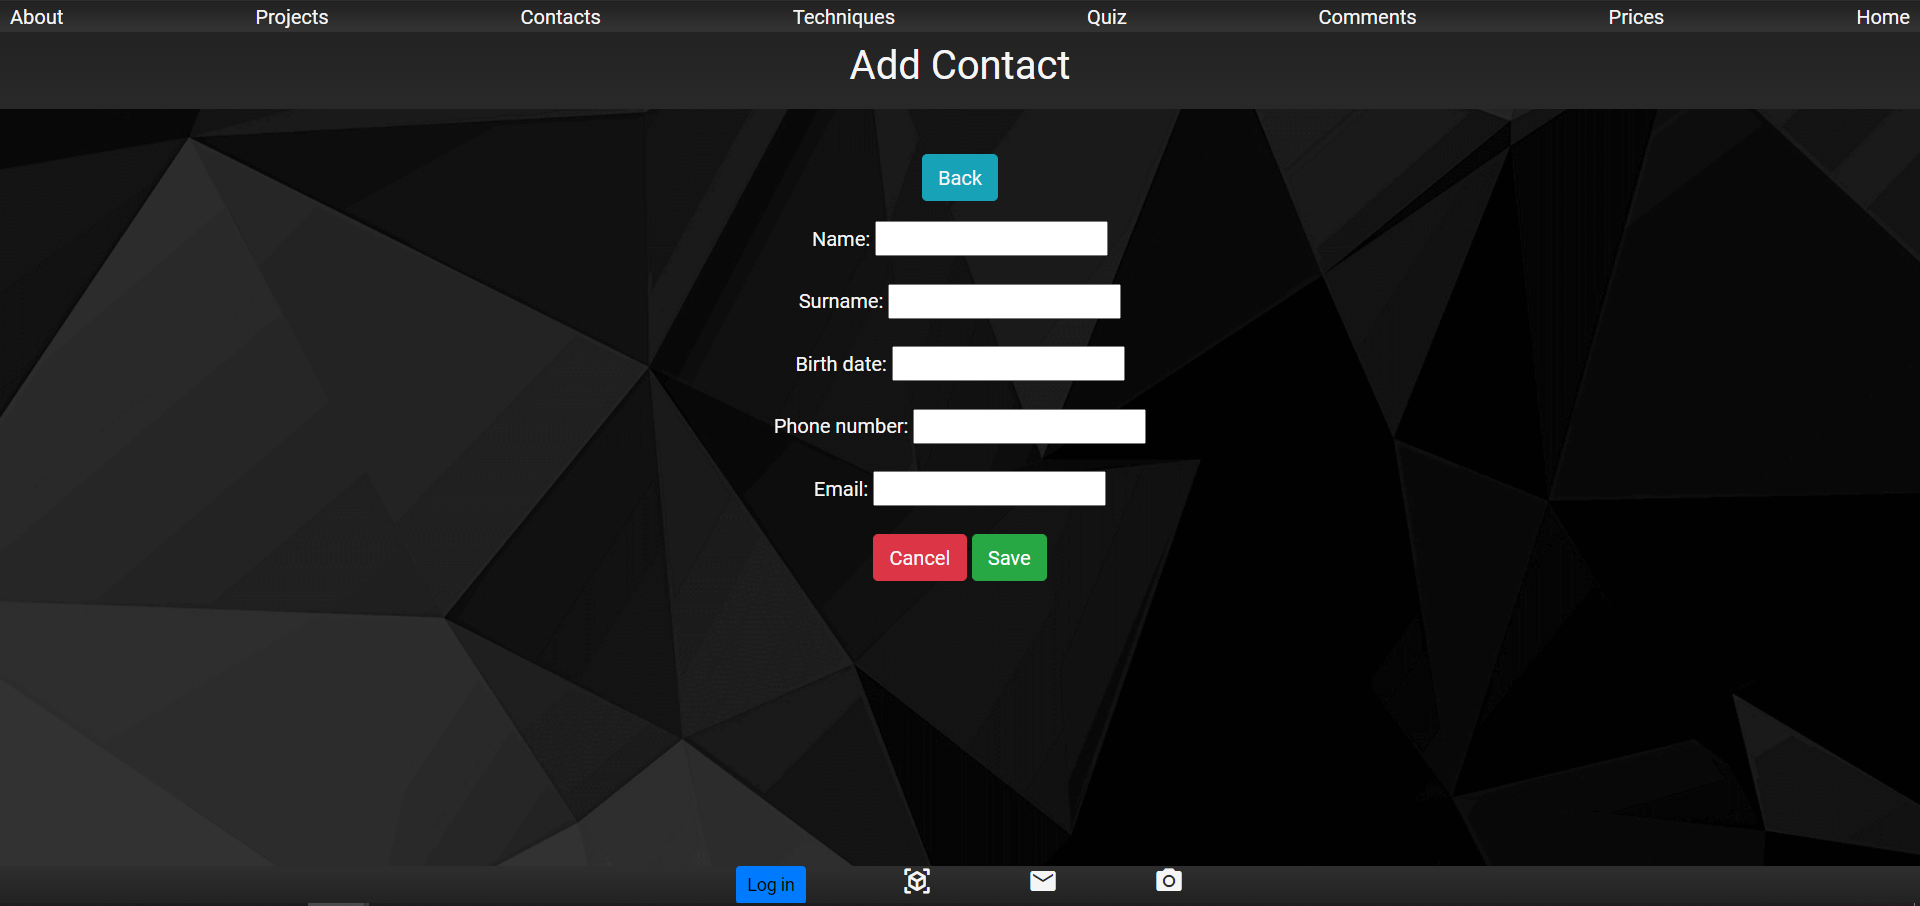 About Projects Contacts Techniques Quiz Comments Prices Home
Add Contact
Back
Name:
Surname:
Birth date:
Phone number:
Email:
Cancel Save
Log in